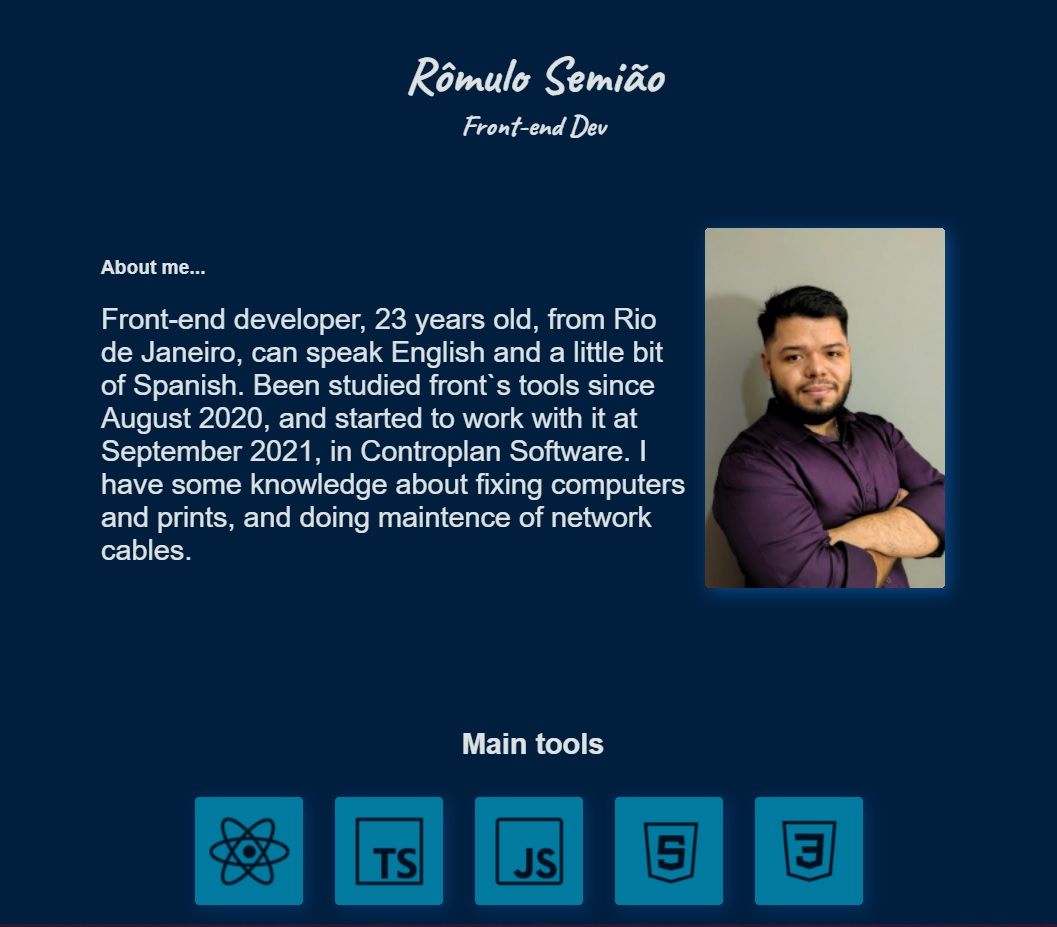 Rômulo Semião
Front-end Dev
About me...
Front-end developer, 23 years old, from Rio
de Janeiro, can speak English and a little bit
of Spanish. Been studied front`s tools since
August 2020, and started to work with it at
September 2021, in Controplan Software. I
have some knowledge about fixing computers
and prints, and doing maintence of network
cables.
Main tools
TS
JS
5
3